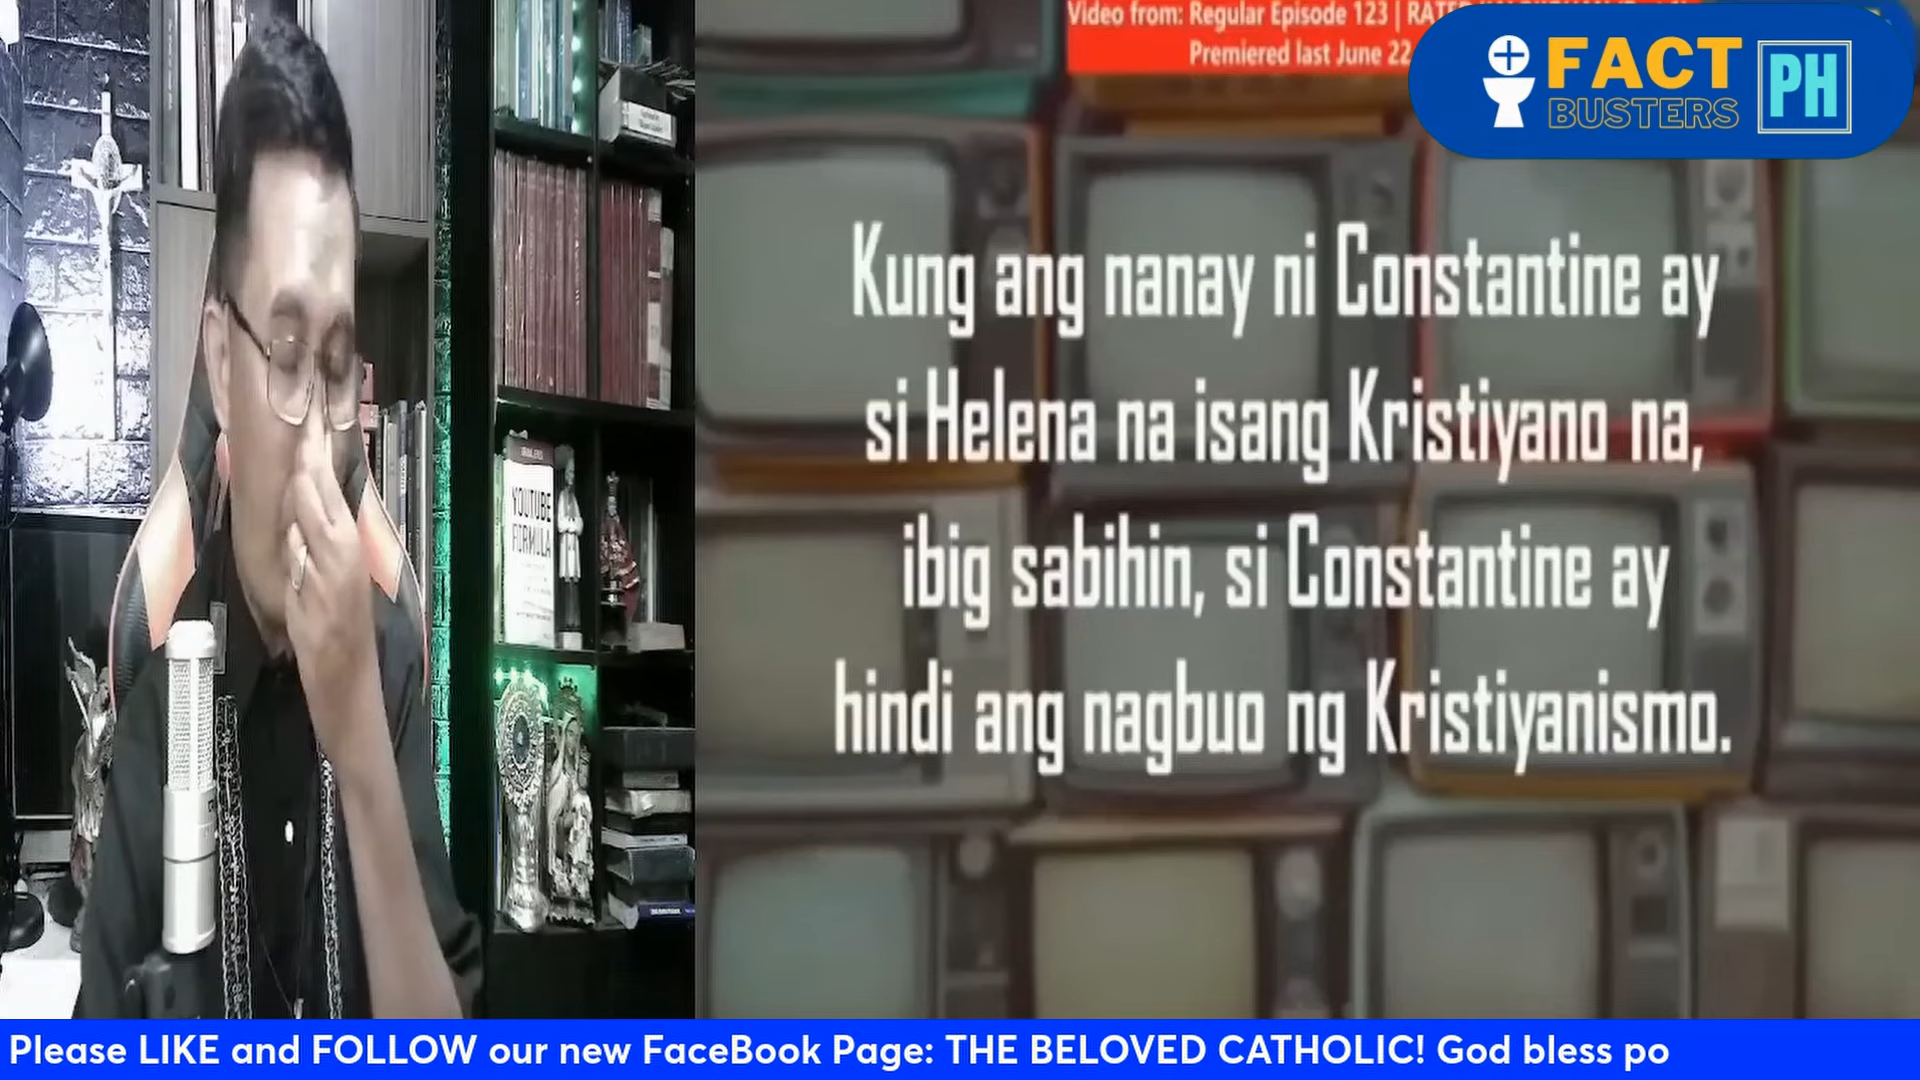 Video from: Regular Episode 123 |
Premiered last June 22
FACT
BUSTERS
PH
Kung ang nanay ni Constantine ay
si Helena na isang Kristiyano na,
ibig sabihin, si Constantine ay
hindi ang nagbuo ng Kristiyanismo.
YOUTUBE
FORMULA
Please LIKE and FOLLOW our new FaceBook Page: THE BELOVED CATHOLIC! God bless po